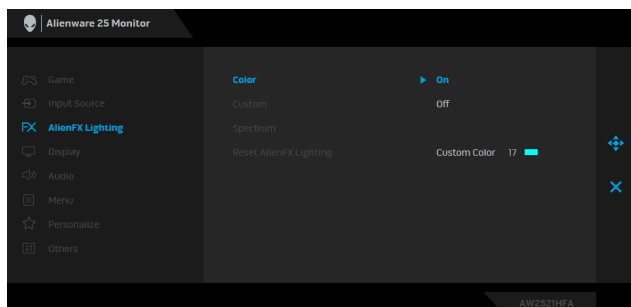 Alienware 25 Monitor
Game
Input Source
FX AlienFX Lighting
Display
Audio
Menu
Personalize
Others
Color
Custom
Spectrum
Reset AlienFX Lighting
On
Off
Custom Color 17
AW2521HFA